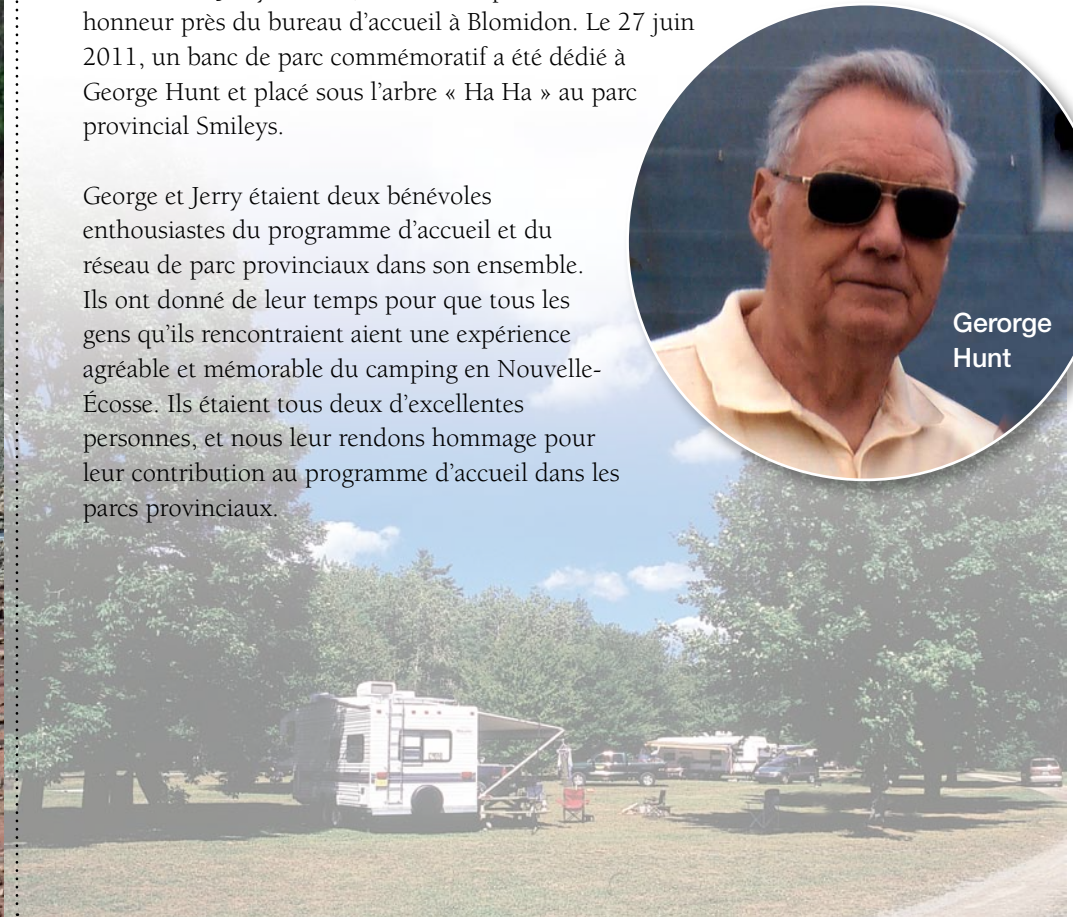 honneur près du bureau d’accueil à Blomidon. Le 27 juin
2011, un banc de parc commémoratif a été dédié à
George Hunt et placé sous l’arbre « Ha Ha » au parc
provincial Smileys.
George et Jerry étaient deux bénévoles
enthousiastes du programme d’accueil et du
réseau de parc provinciaux dans son ensemble.
Ils ont donné de leur temps pour que tous les
gens qu’ils rencontraient aient une expérience
agréable et mémorable du camping en Nouvelle-
Écosse. Ils étaient tous deux d’excellentes
personnes, et nous leur rendons hommage pour
leur contribution au programme d’accueil dans les
parcs provinciaux.
Gerorge
Hunt